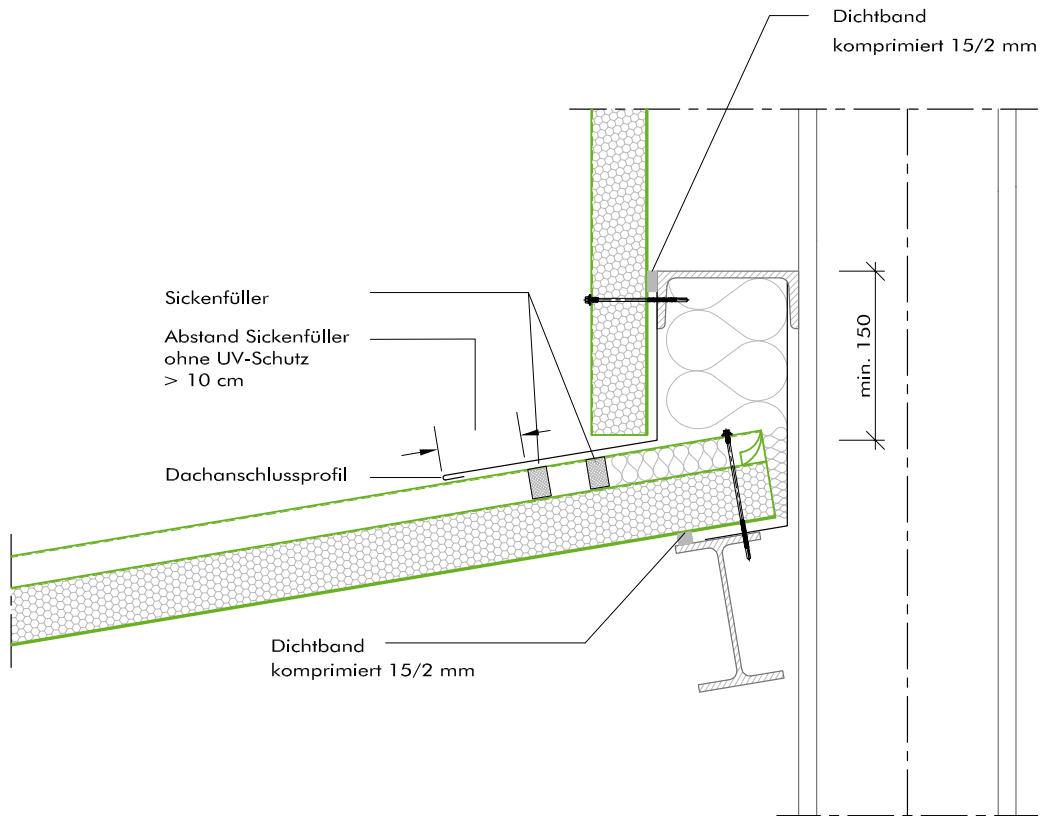 Dichtband
komprimiert 15/2 mm
Sickenfüller
Abstand Sickenfüller
ohne UV-Schutz
> 10 cm
min. 150
Dachanschlussprofil
Dichtband
komprimiert 15/2 mm